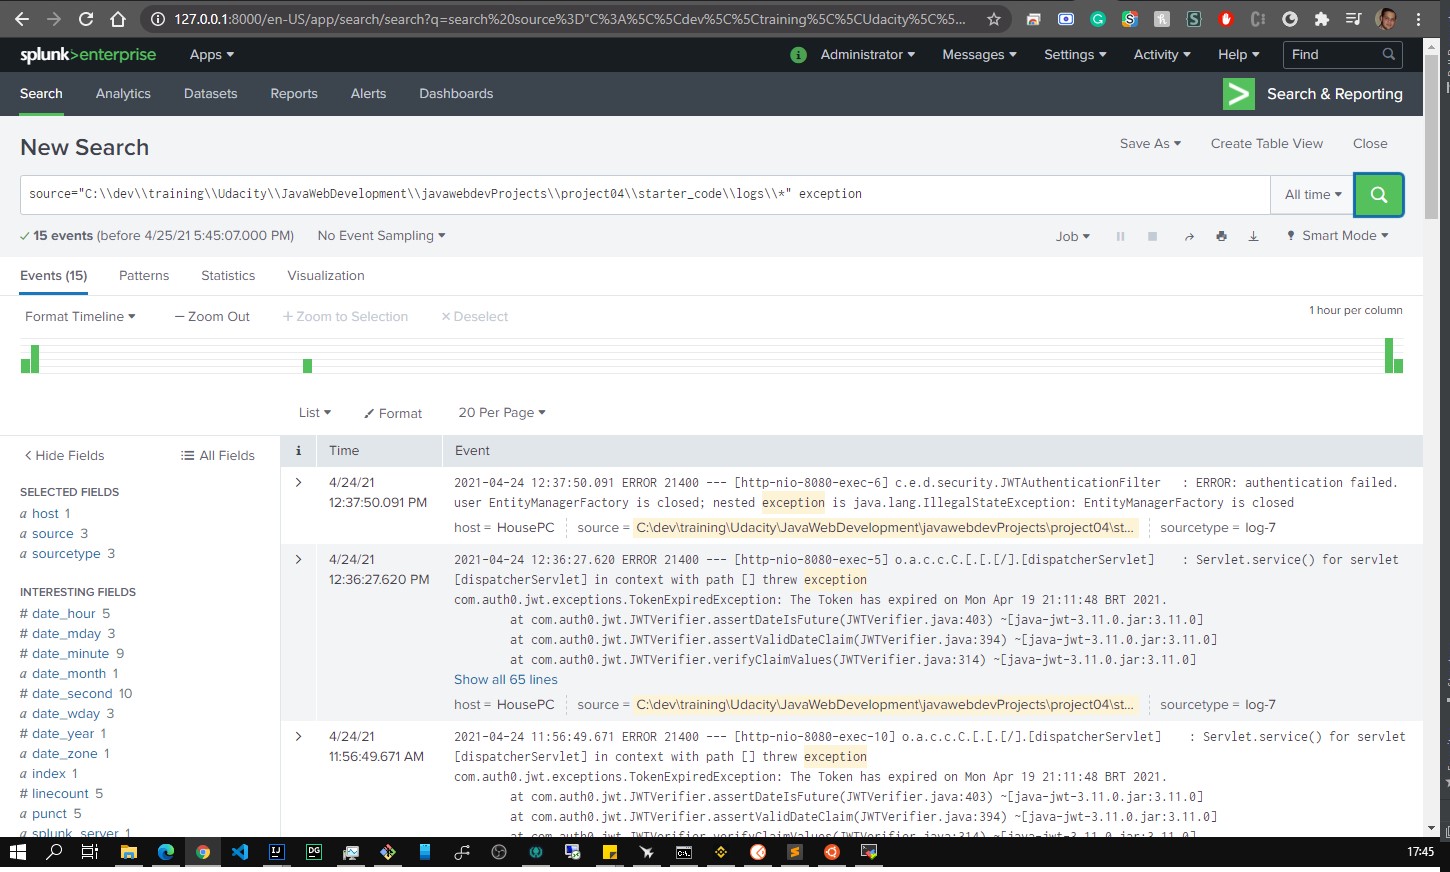 127.0.0.1:8000/en-US/app/search/search?q=search%20source%3D"C%3A%5C%5Cdev%5C%5Ctraining%5C%5CUdacity%5C%5...
splunk>enterprise Apps Administrator Messages Settings Activity Help Find
Search Analytics Datasets Reports Alerts Dashboards Search & Reporting
New Search Save As Create Table View Close
source="C:\\dev\\training\\Udacity\\JavaWebDevelopment\\javawebdevProjects\\project04\\starter_code\\logs\\*" exception All time
15 events (before 4/25/21 5:45:07.000 PM) No Event Sampling Job Smart Mode
Events (15) Patterns Statistics Visualization
Format Timeline — Zoom Out + Zoom to Selection × Deselect 1 hour per column
List Format 20 Per Page
< Hide Fields All Fields
SELECTED FIELDS
a host 1
a source 3
a sourcetype 3
INTERESTING FIELDS
# date_hour 5
# date_mday 3
# date_minute 9
a date_month 1
# date_second 10
a date_wday 3
# date_year 1
a date_zone 1
a index 1
# linecount 5
a punct 5
a splunk_server 1
i Time Event
4/24/21
12:37:50.091 PM
2021-04-24 12:37:50.091 ERROR 21400 --- [http-nio-8080-exec-6] c.e.d.security.JWTAuthenticationFilter : ERROR: authentication failed.
user EntityManagerFactory is closed; nested exception is java.lang.IllegalStateException: EntityManagerFactory is closed
host = HousePC source = C:\dev\training\Udacity\JavaWebDevelopment\javawebdevProjects\project04\st... sourcetype = log-7
4/24/21
12:36:27.620 PM
2021-04-24 12:36:27.620 ERROR 21400 --- [http-nio-8080-exec-5] o.a.c.c.C.[.[.[/].[dispatcherServlet] : Servlet.service() for servlet
[dispatcherServlet] in context with path [] threw exception
com.auth0.jwt.exceptions.TokenExpiredException: The Token has expired on Mon Apr 19 21:11:48 BRT 2021.
at com.auth0.jwt.JWTVerifier.assertDateIsFuture(JWTVerifier.java:403) ~[java-jwt-3.11.0.jar:3.11.0]
at com.auth0.jwt.JWTVerifier.assertValidDateClaim(JWTVerifier.java:394) ~[java-jwt-3.11.0.jar:3.11.0]
at com.auth0.jwt.JWTVerifier.verifyClaimValues(JWTVerifier.java:314) ~[java-jwt-3.11.0.jar:3.11.0]
Show all 65 lines
host = HousePC source = C:\dev\training\Udacity\JavaWebDevelopment\javawebdevProjects\project04\st... sourcetype = log-7
4/24/21
11:56:49.671 AM
2021-04-24 11:56:49.671 ERROR 21400 --- [http-nio-8080-exec-10] o.a.c.c.C.[.[.[/].[dispatcherServlet] : Servlet.service() for servlet
[dispatcherServlet] in context with path [] threw exception
com.auth0.jwt.exceptions.TokenExpiredException: The Token has expired on Mon Apr 19 21:11:48 BRT 2021.
at com.auth0.jwt.JWTVerifier.assertDateIsFuture(JWTVerifier.java:403) ~[java-jwt-3.11.0.jar:3.11.0]
at com.auth0.jwt.JWTVerifier.assertValidDateClaim(JWTVerifier.java:394) ~[java-jwt-3.11.0.jar:3.11.0]
at com.auth0.jwt.JWTVerifier.verifyClaimValues(JWTVerifier.java:314) ~[java-jwt-3.11.0.jar:3.11.0]
17:45